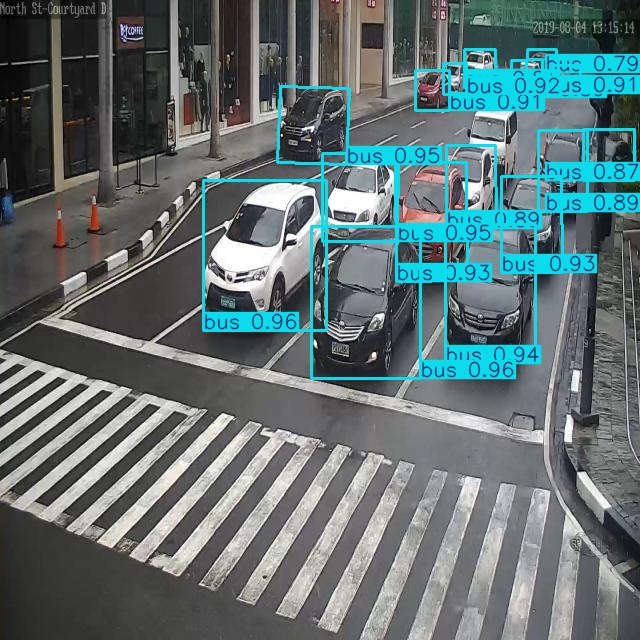 North St-Courtyard D
2019-08-04 13:15:14
COFFEE
bus 0.79
bus 0.92
bus 0.91
bus 0.91
bus 0.95
bus 0.87
bus 0.89
bus 0.89
bus 0.95
bus 0.93
bus 0.93
bus 0.96
bus 0.94
bus 0.96